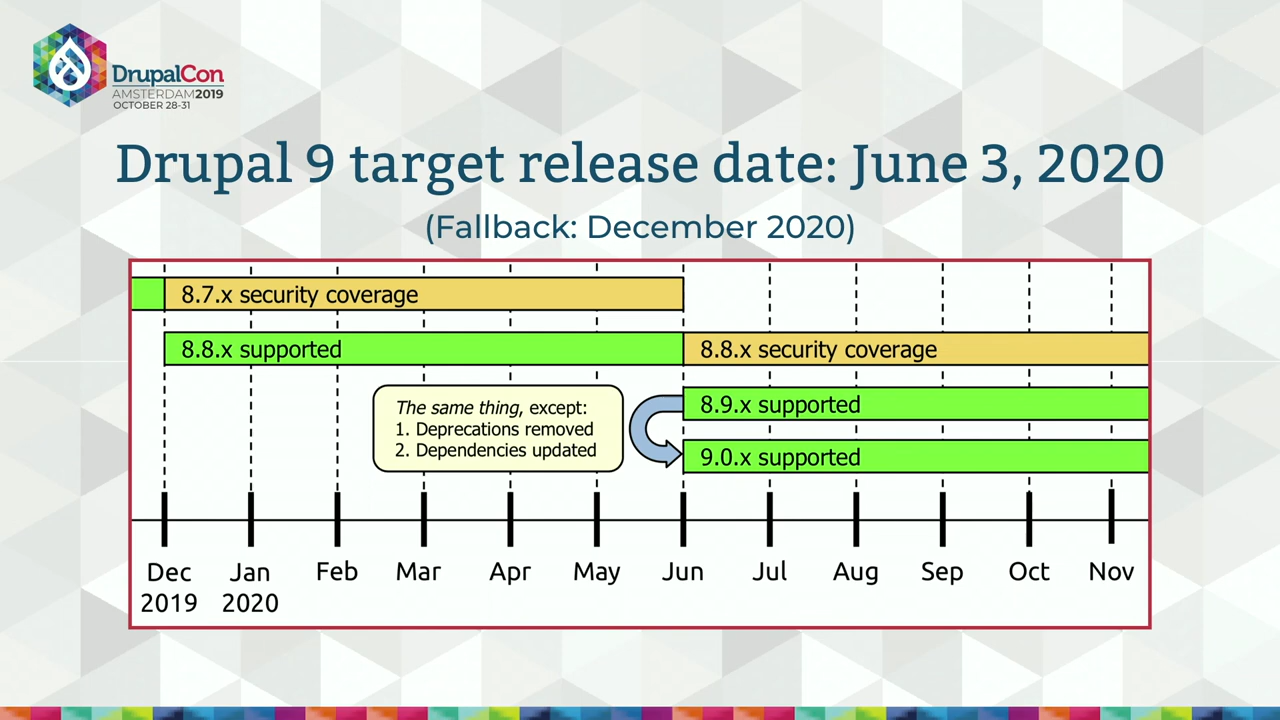 DrupalCon
AMSTERDAM2019
OCTOBER 28-31
Drupal 9 target release date: June 3, 2020
(Fallback: December 2020)
8.7.x security coverage
8.8.x supported
8.8.x security coverage
The same thing, except:
1. Deprecations removed
2. Dependencies updated
8.9.x supported
9.0.x supported
Dec Jan Feb Mar Apr May Jun Jul Aug Sep Oct Nov
2019 2020